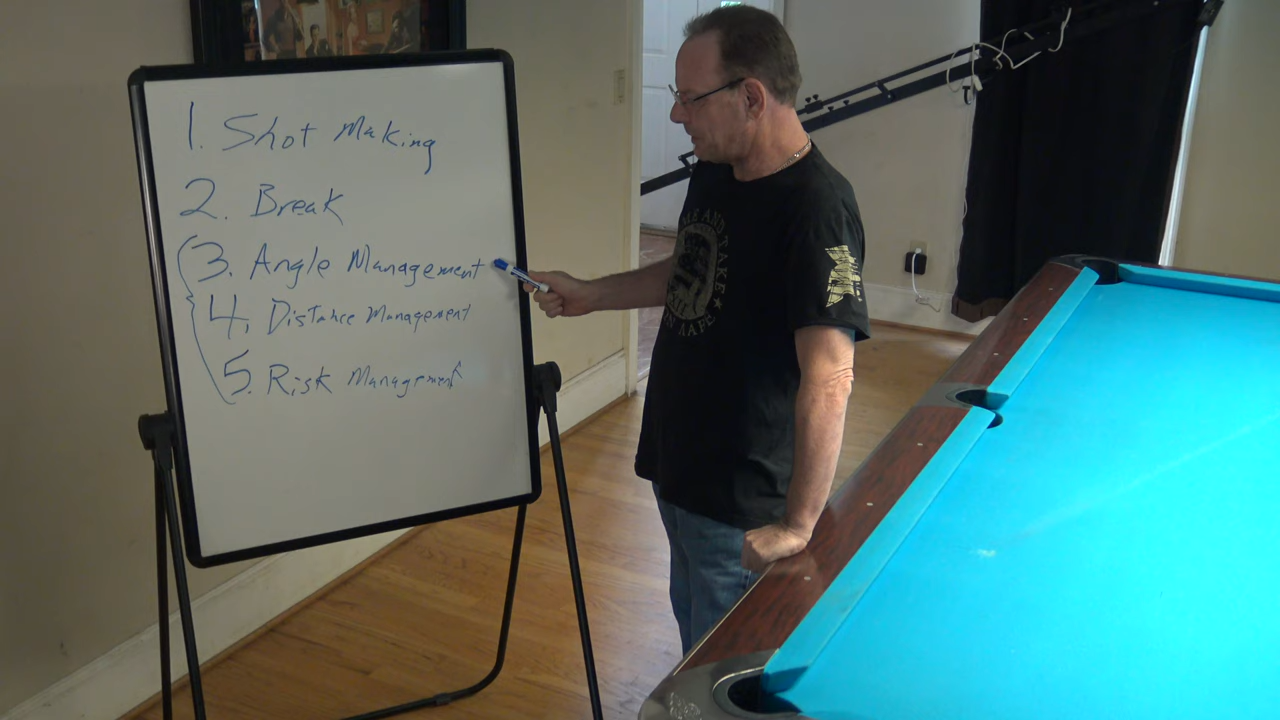 1. Shot Making
2. Break
3. Angle Management
4. Distance Management
5. Risk Management